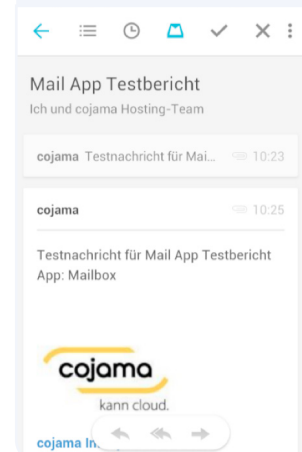 Mail App Testbericht
Ich und cojama Hosting-Team
cojama Testnachricht für Mai... 10:23
cojama 10:25
Testnachricht für Mail App Testbericht
App: Mailbox
cojama
kann cloud.
cojama In